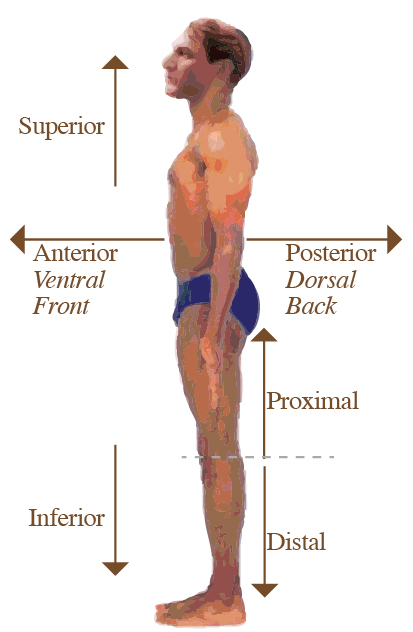 Superior
Anterior
Ventral
Front
Posterior
Dorsal
Back
Proximal
Inferior
Distal